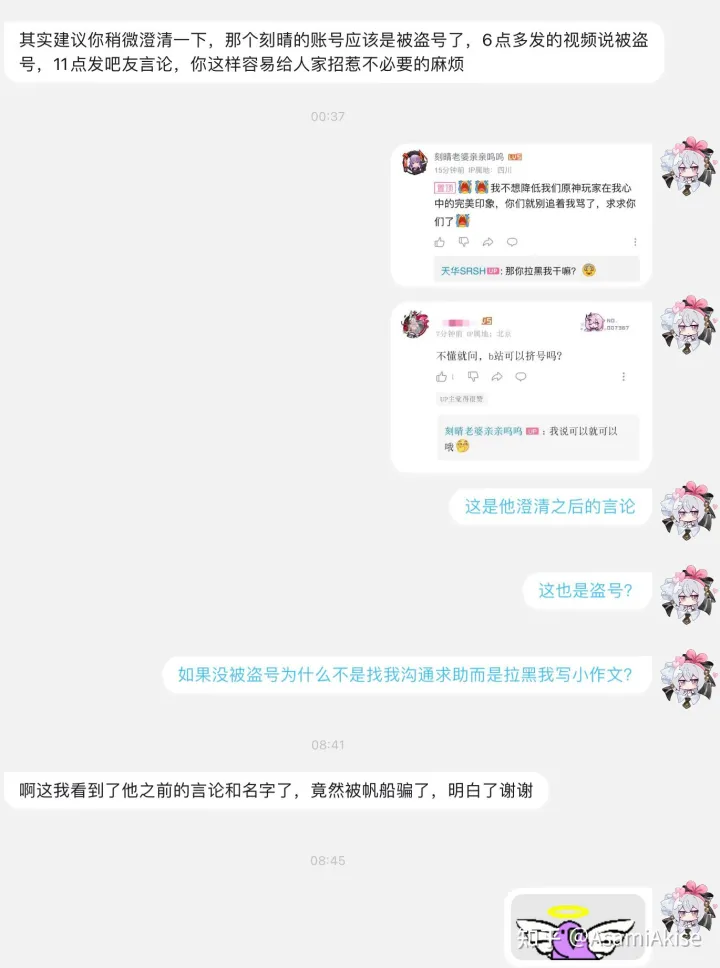 其实建议你稍微澄清一下，那个刻晴的账号应该是被盗号了，6点多发的视频说被盗
号，11点发吧友言论，你这样容易给人家招惹不必要的麻烦
00:37
刻晴老婆亲亲呜呜 LV5
15分钟前 IP属地：四川
置顶 我不想降低我们原神玩家在我心
中的完美印象，你们就别追着我骂了，求求你
们了
天华SRSH UP：那你拉黑我干嘛？
NO.
007387
7分钟前 IP属地：北京
不懂就问，b站可以挤号吗？
1
UP主觉得很赞
刻晴老婆亲亲呜呜 UP：我说可以就可以
哦
这是他澄清之后的言论
这也是盗号？
如果没被盗号为什么不是找我沟通求助而是拉黑我写小作文？
08:41
啊这我看到了他之前的言论和名字了，竟然被帆船骗了，明白了谢谢
08:45
知乎 @AsamiAkise